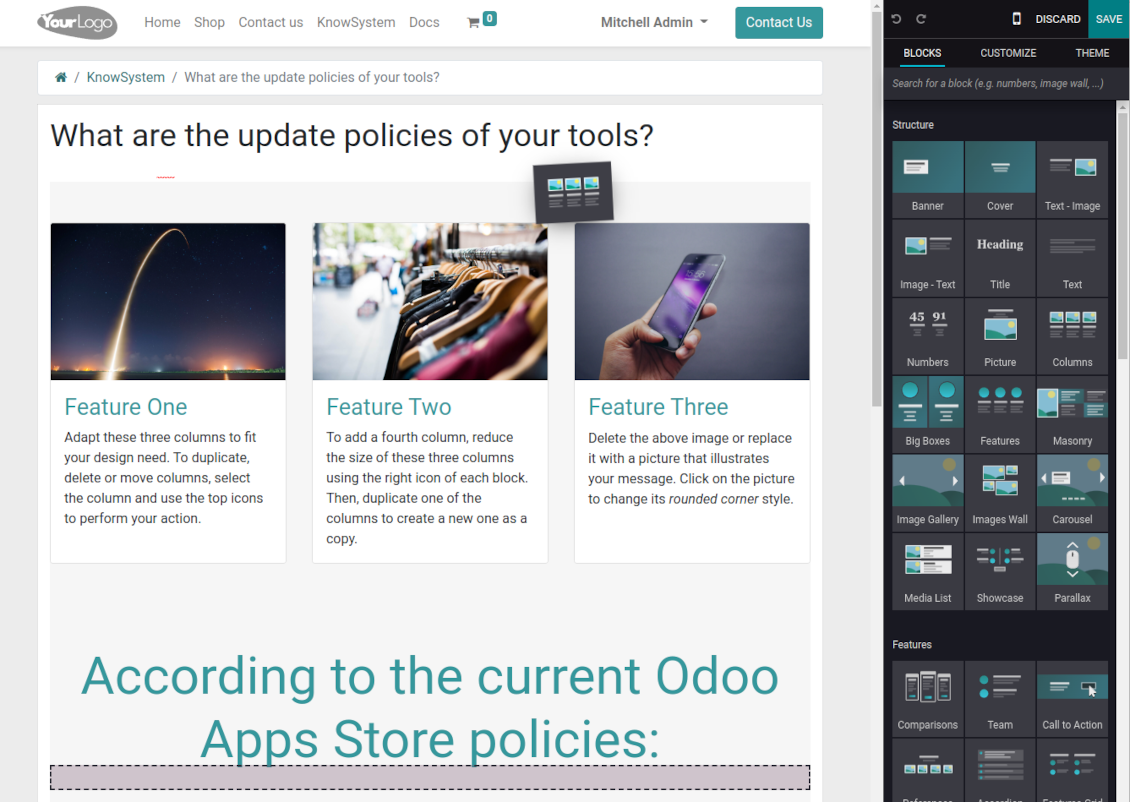 YourLogo
Home Shop Contact us KnowSystem Docs 0 Mitchell Admin Contact Us
DISCARD SAVE
BLOCKS CUSTOMIZE THEME
Search for a block (e.g. numbers, image wall, ...)
/ KnowSystem / What are the update policies of your tools?
What are the update policies of your tools?
Feature One
Adapt these three columns to fit
your design need. To duplicate,
delete or move columns, select
the column and use the top icons
to perform your action.
Feature Two
To add a fourth column, reduce
the size of these three columns
using the right icon of each block.
Then, duplicate one of the
columns to create a new one as a
copy.
Feature Three
Delete the above image or replace
it with a picture that illustrates
your message. Click on the picture
to change its rounded corner style.
According to the current Odoo
Apps Store policies:
Structure
Banner Cover Text - Image
Heading
Image - Text Title Text
45 91
Numbers Picture Columns
Big Boxes Features Masonry
Image Gallery Images Wall Carousel
Media List Showcase Parallax
Features
Comparisons Team Call to Action
References Accordion Features Grid